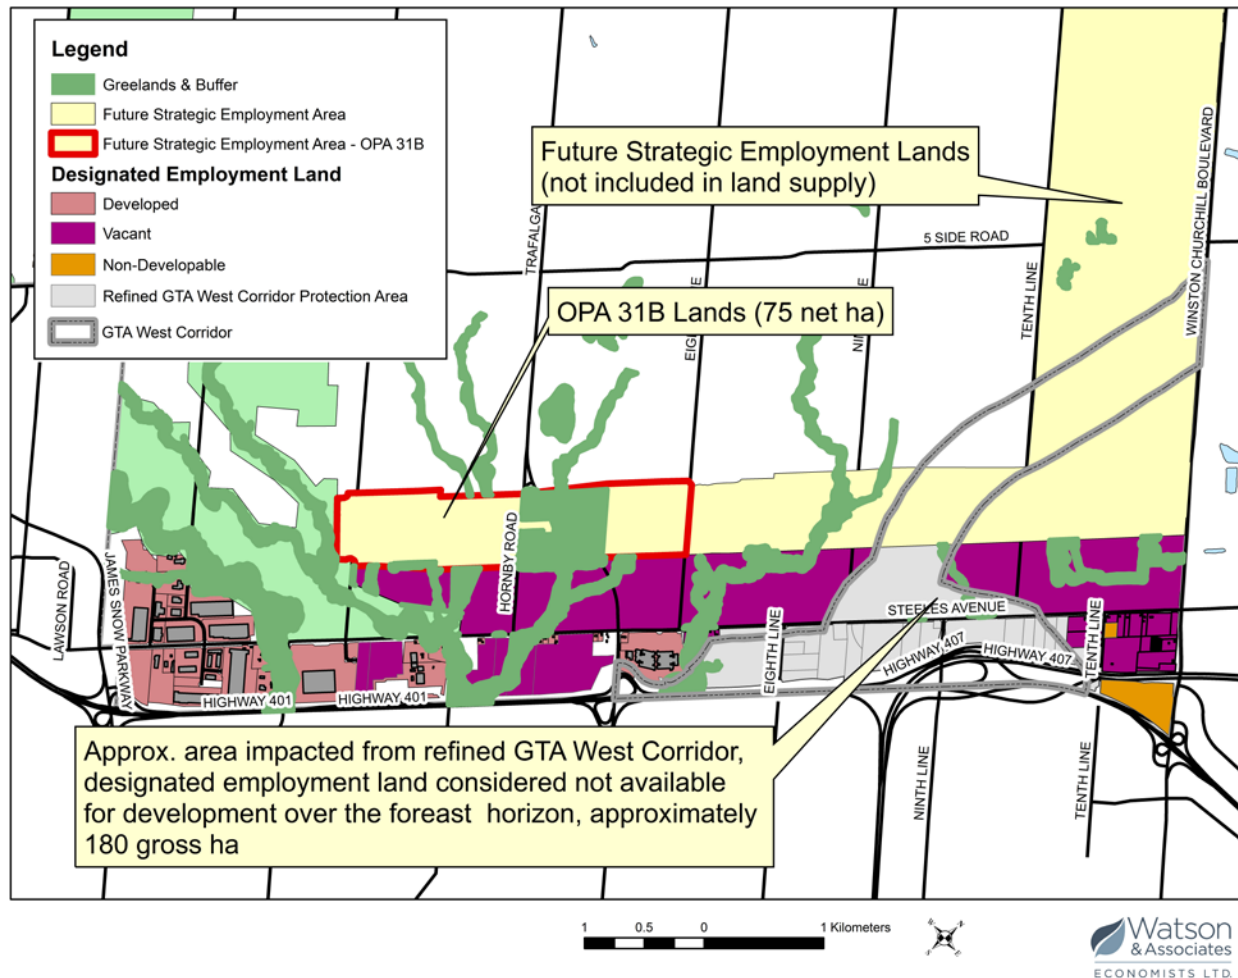 Legend
Greelands & Buffer
Future Strategic Employment Area
Future Strategic Employment Area - OPA 31B
Designated Employment Land
Developed
Vacant
Non-Developable
Refined GTA West Corridor Protection Area
GTA West Corridor
Future Strategic Employment Lands
(not included in land supply)
OPA 31B Lands (75 net ha)
TRAFALGA
5 SIDE ROAD
WINSTON CHURCHILL BOULEVARD
TENTH LINE
LAWSON ROAD
JAMES SNOW PARKWAY
HORNBY ROAD
EIGHTH LINE
STEELES AVENUE
HIGHWAY 407
HIGHWAY 407
TENTH LINE
HIGHWAY 401
HIGHWAY 401
Approx. area impacted from refined GTA West Corridor,
designated employment land considered not available
for development over the foreast horizon, approximately
180 gross ha
NINTH LINE
TENTH LINE
1 0.5 0 1 Kilometers
N
E
S
Watson
& Associates
ECONOMISTS LTD.